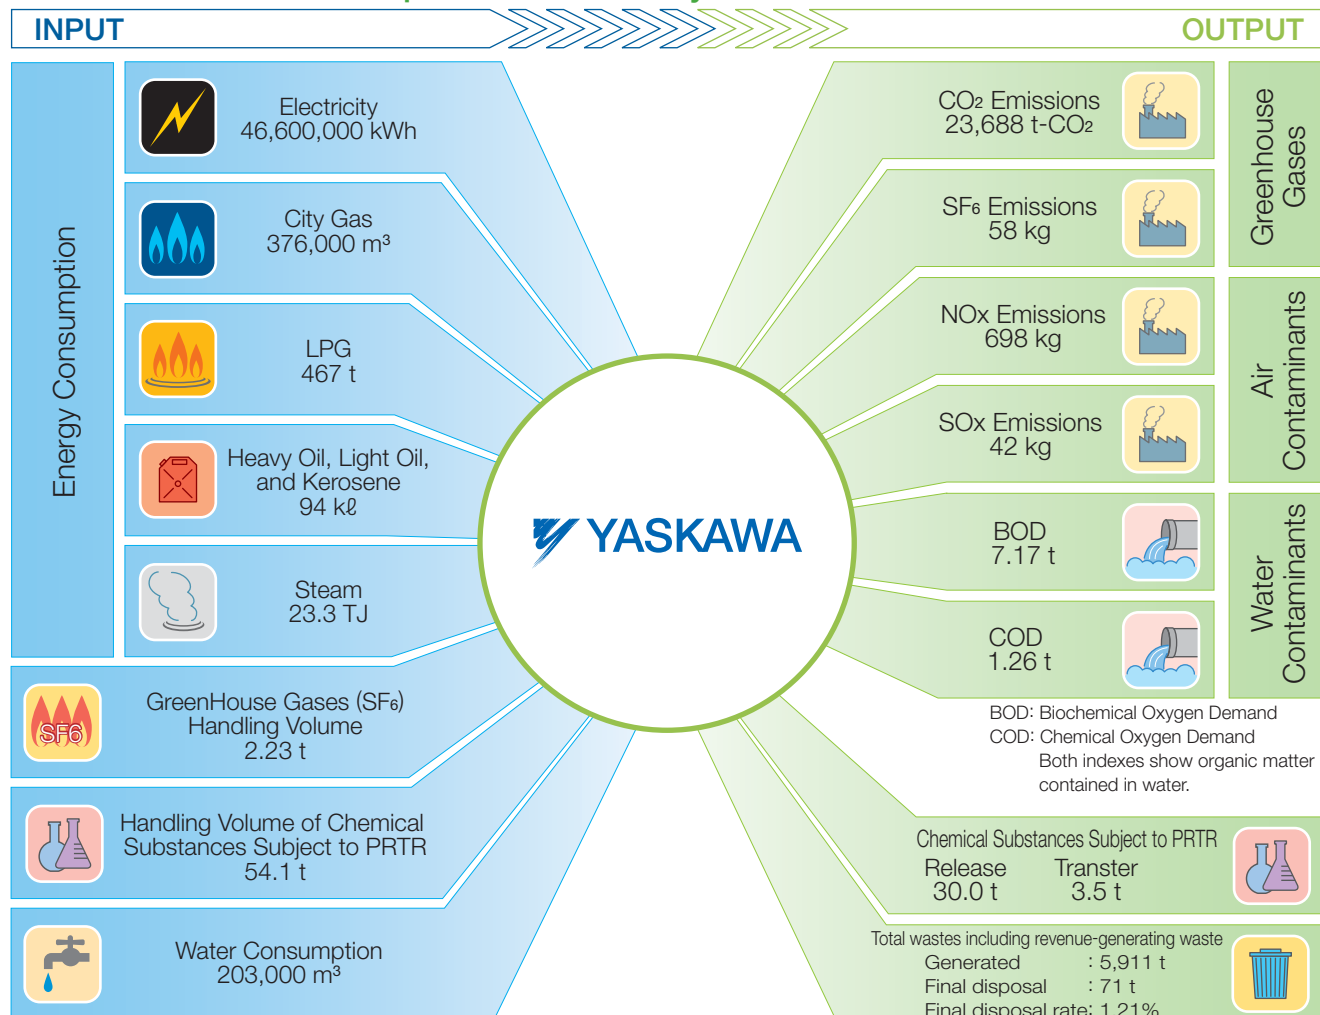 INPUT
OUTPUT
Energy Consumption
Electricity
46,600,000 kWh
City Gas
376,000 m³
LPG
467 t
Heavy Oil, Light Oil,
and Kerosene
94 kℓ
Steam
23.3 TJ
SF6
GreenHouse Gases (SF₆)
Handling Volume
2.23 t
Handling Volume of Chemical
Substances Subject to PRTR
54.1 t
Water Consumption
203,000 m³
YASKAWA
CO₂ Emissions
23,688 t-CO₂
SF₆ Emissions
58 kg
Greenhouse
Gases
NOx Emissions
698 kg
SOx Emissions
42 kg
Air
Contaminants
BOD
7.17 t
COD
1.26 t
Water
Contaminants
BOD: Biochemical Oxygen Demand
COD: Chemical Oxygen Demand
Both indexes show organic matter
contained in water.
Chemical Substances Subject to PRTR
Release Transter
30.0 t 3.5 t
Total wastes including revenue-generating waste
Generated : 5,911 t
Final disposal : 71 t
Final disposal rate: 1.21%